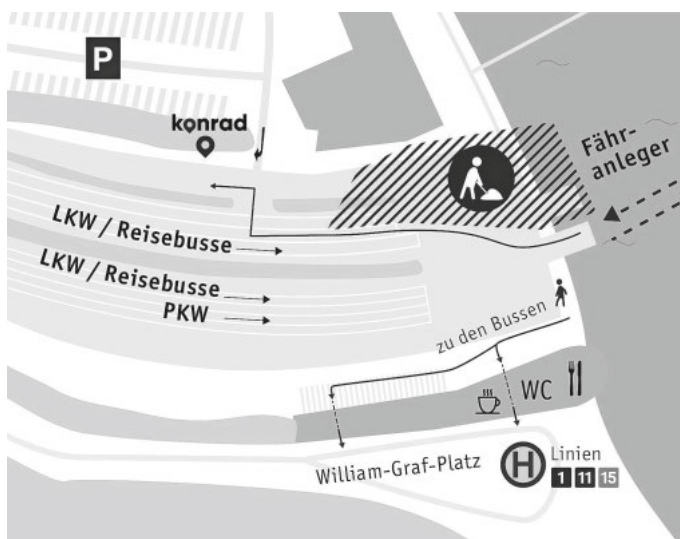 P
konrad
Fähr-
anleger
LKW / Reisebusse
LKW / Reisebusse
PKW
zu den Bussen
WC
William-Graf-Platz
H
Linien
1 11 15